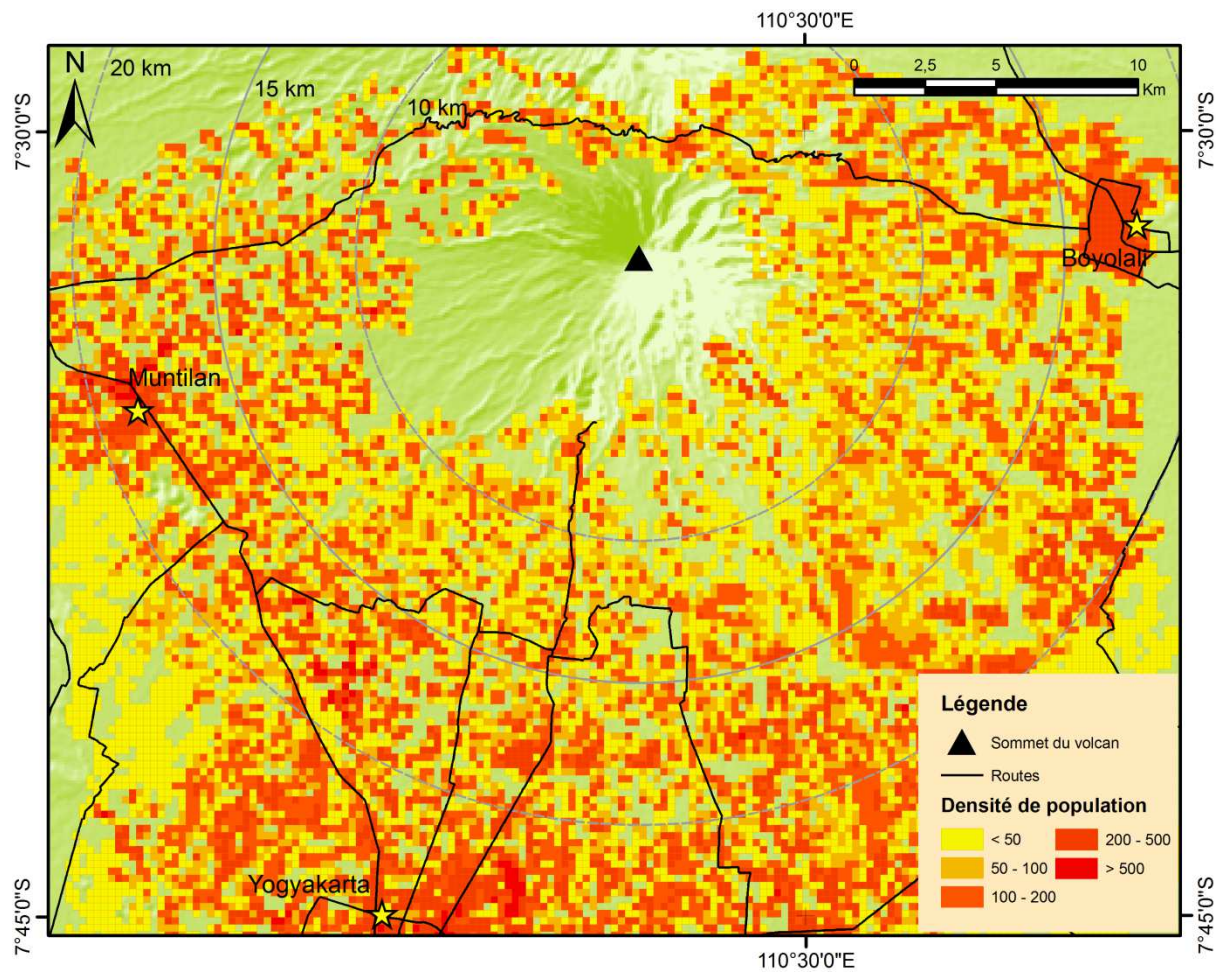 110°30'0"E
N
20 km
15 km
10 km
0 2,5 5 10
Km
7°30'0"S
7°30'0"S
Boyolali
Muntilan
Légende
Sommet du volcan
Routes
Densité de population
< 50
200 - 500
50 - 100
> 500
100 - 200
Yogyakarta
7°45'0"S
7°45'0"S
110°30'0"E